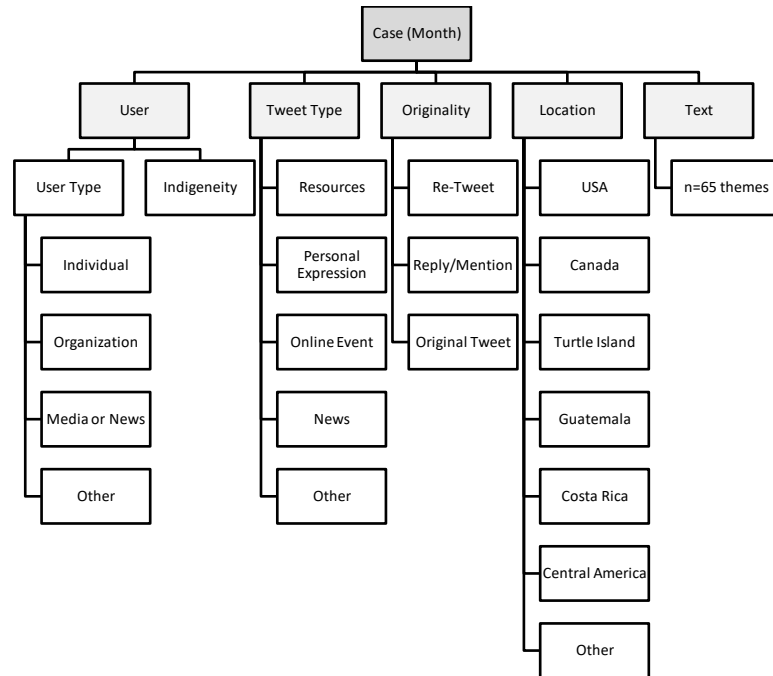 Case (Month)
User
Tweet Type
Originality
Location
Text
User Type
Indigeneity
Resources
Re-Tweet
USA
n=65 themes
Individual
Personal
Expression
Reply/Mention
Canada
Organization
Online Event
Original Tweet
Turtle Island
Media or News
News
Guatemala
Other
Other
Costa Rica
Central America
Other